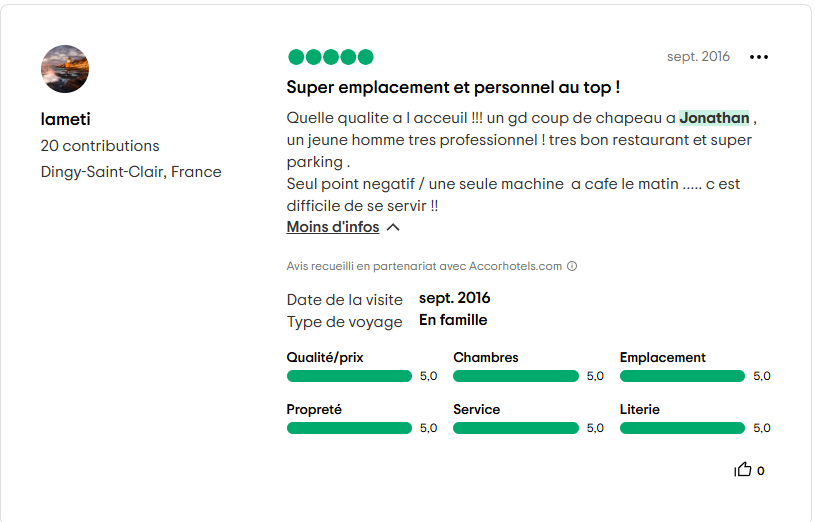 sept. 2016
lameti
20 contributions
Dingy-Saint-Clair, France
Super emplacement et personnel au top !
Quelle qualite a l acceuil !!! un gd coup de chapeau a Jonathan ,
un jeune homme tres professionnel ! tres bon restaurant et super
parking .
Seul point negatif / une seule machine a cafe le matin ..... c est
difficile de se servir !!
Moins d'infos
Avis recueilli en partenariat avec Accorhotels.com
Date de la visite sept. 2016
Type de voyage En famille
Qualité/prix Chambres Emplacement
5,0 5,0 5,0
Propreté Service Literie
5,0 5,0 5,0
0